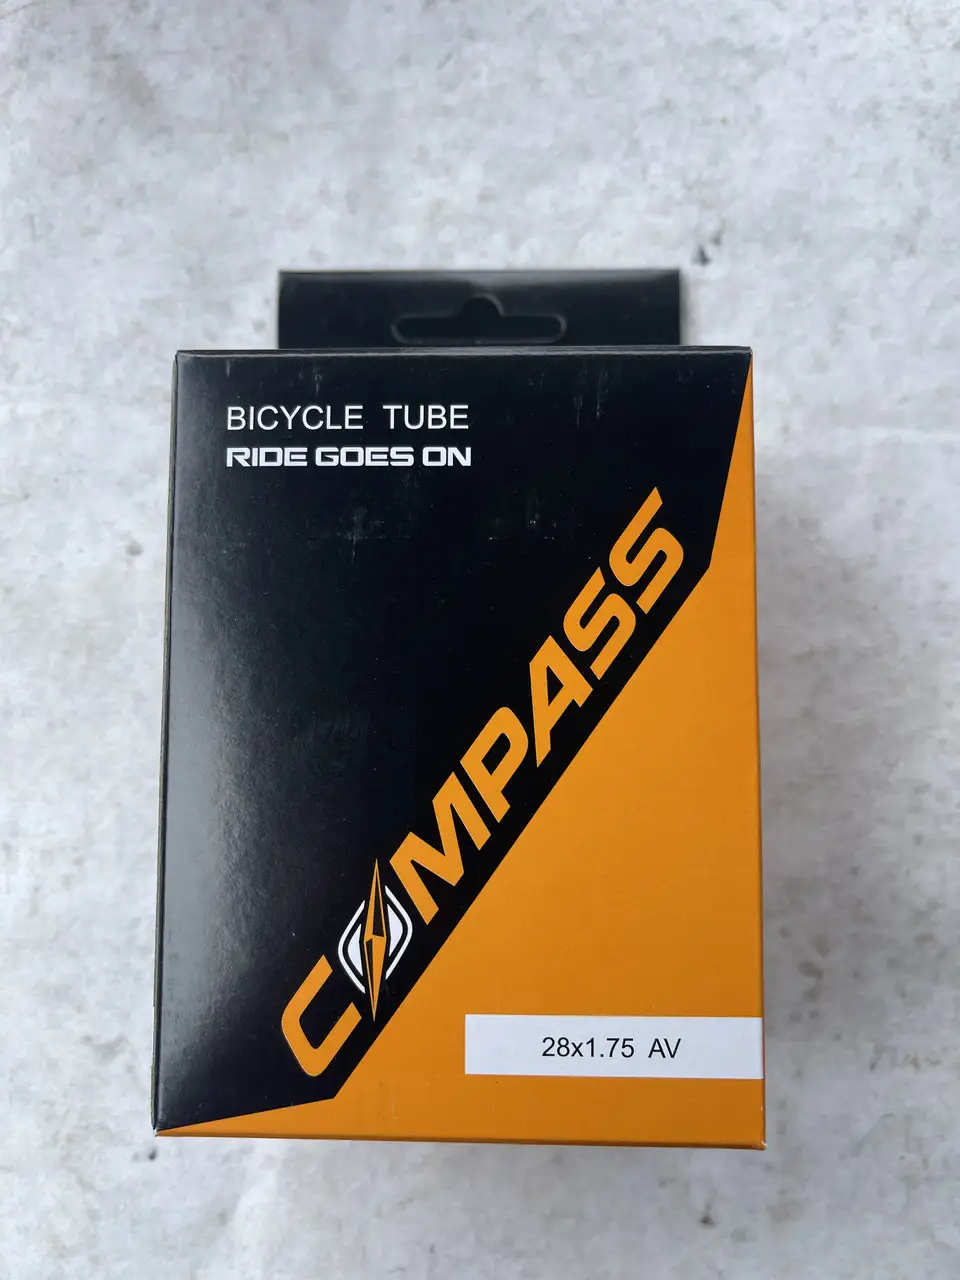 BICYCLE TUBE
RIDE GOES ON
COMPASS
28x1.75 AV